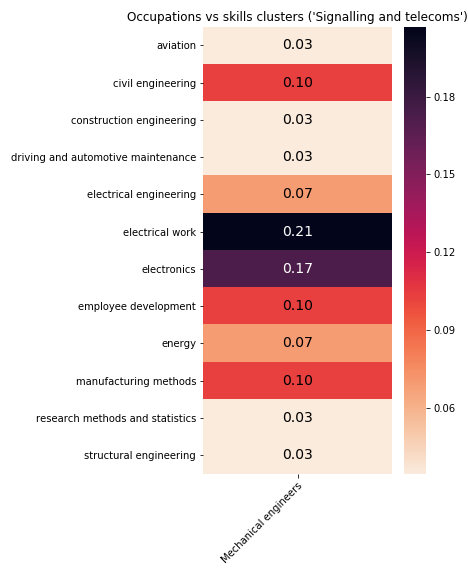 Occupations vs skills clusters ('Signalling and telecoms')
aviation 0.03
civil engineering 0.10
construction engineering 0.03
driving and automotive maintenance 0.03
electrical engineering 0.07
electrical work 0.21
electronics 0.17
employee development 0.10
energy 0.07
manufacturing methods 0.10
research methods and statistics 0.03
structural engineering 0.03
Mechanical engineers
0.18
0.15
0.12
0.09
0.06